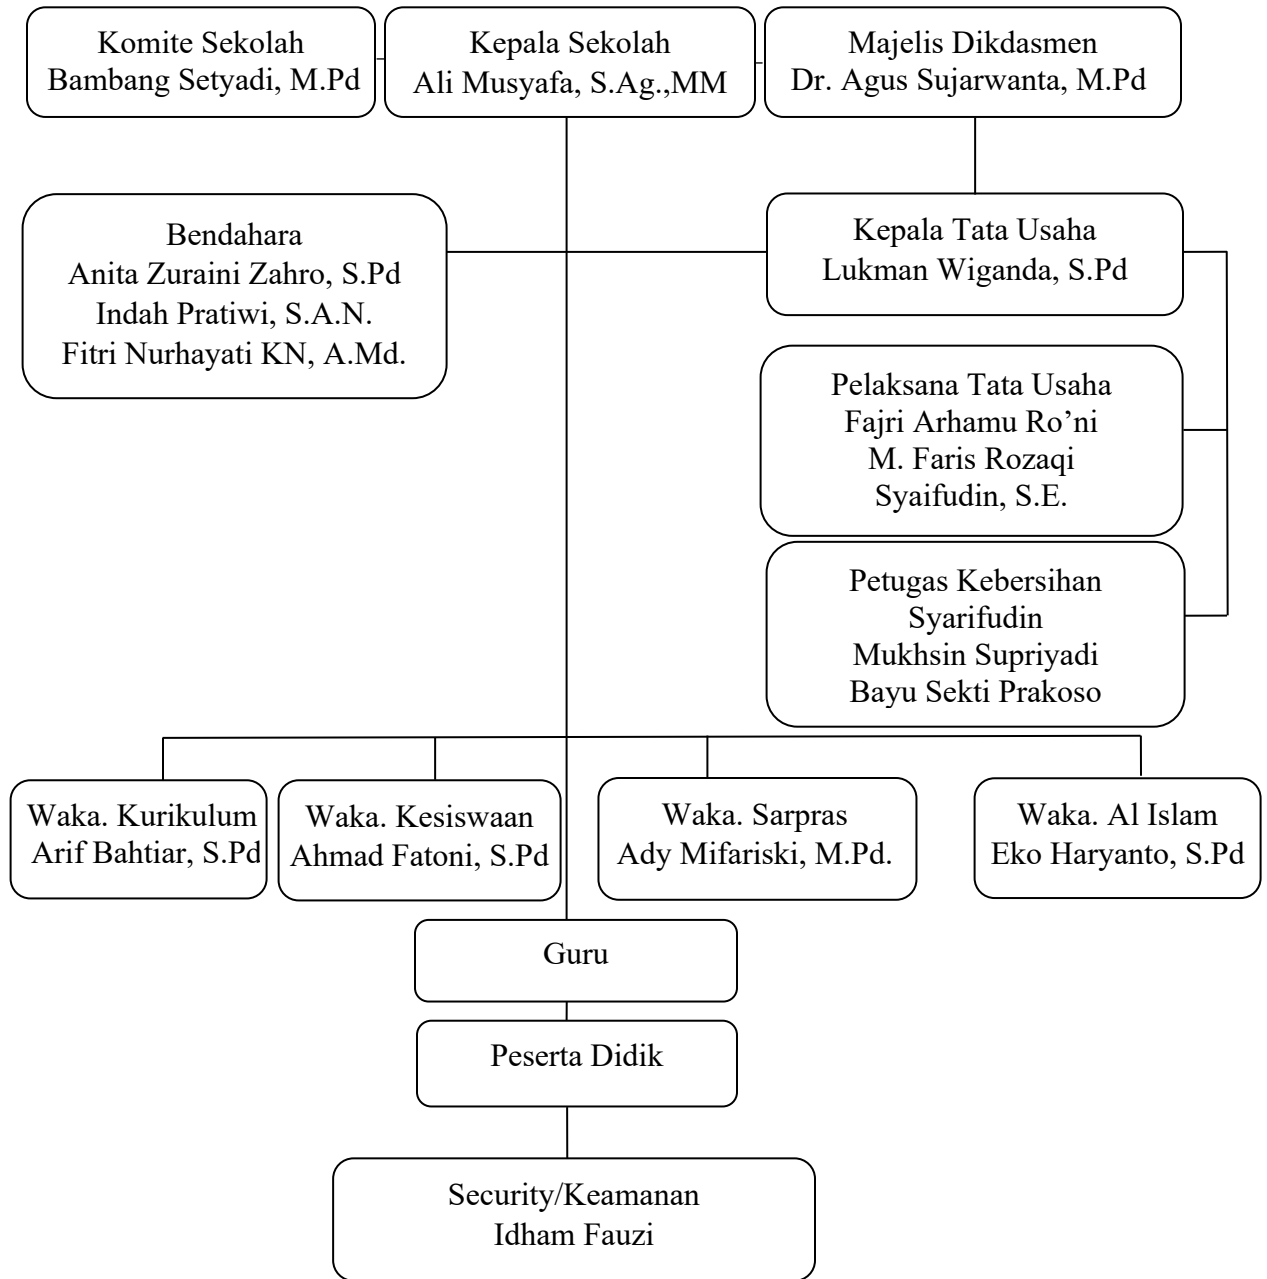 Komite Sekolah
Bambang Setyadi, M.Pd
Kepala Sekolah
Ali Musyafa, S.Ag.,MM
Majelis Dikdasmen
Dr. Agus Sujarwanta, M.Pd
Bendahara
Anita Zuraini Zahro, S.Pd
Indah Pratiwi, S.A.N.
Fitri Nurhayati KN, A.Md.
Kepala Tata Usaha
Lukman Wiganda, S.Pd
Pelaksana Tata Usaha
Fajri Arhamu Ro’ni
M. Faris Rozaqi
Syaifudin, S.E.
Petugas Kebersihan
Syarifudin
Mukhsin Supriyadi
Bayu Sekti Prakoso
Waka. Kurikulum
Arif Bahtiar, S.Pd
Waka. Kesiswaan
Ahmad Fatoni, S.Pd
Waka. Sarpras
Ady Mifariski, M.Pd.
Waka. Al Islam
Eko Haryanto, S.Pd
Guru
Peserta Didik
Security/Keamanan
Idham Fauzi